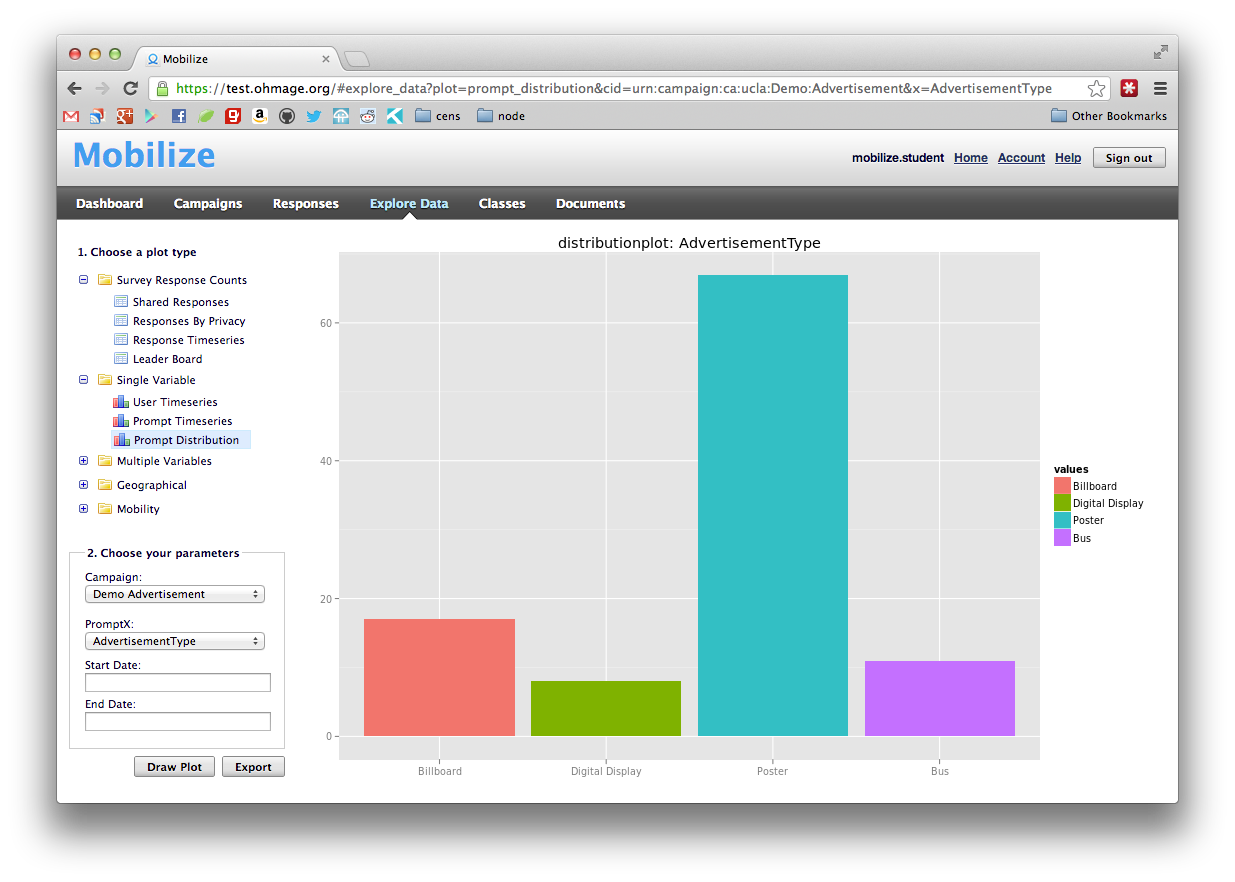 Mobilize
https://test.ohmage.org/#explore_data?plot=prompt_distribution&cid=urn:campaign:ca:ucla:Demo:Advertisement&x=AdvertisementType
cens node Other Bookmarks
Mobilize
mobilize.student Home Account Help Sign out
Dashboard Campaigns Responses Explore Data Classes Documents
1. Choose a plot type
Survey Response Counts
Shared Responses
Responses By Privacy
Response Timeseries
Leader Board
Single Variable
User Timeseries
Prompt Timeseries
Prompt Distribution
Multiple Variables
Geographical
Mobility
2. Choose your parameters
Campaign:
Demo Advertisement
PromptX:
AdvertisementType
Start Date:
End Date:
Draw Plot Export
distributionplot: AdvertisementType
60
40
20
0
Billboard Digital Display Poster Bus
values
Billboard
Digital Display
Poster
Bus